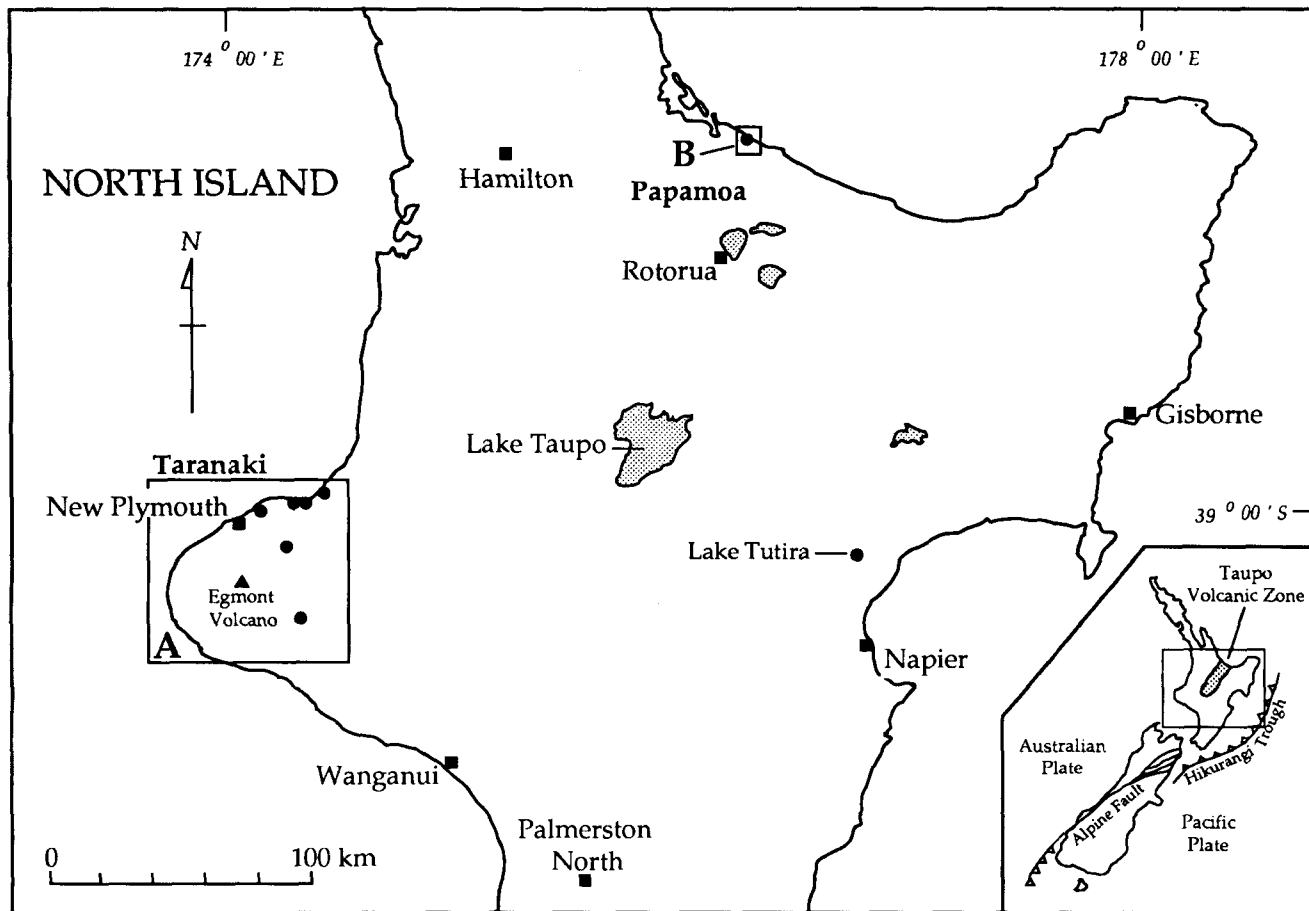 174 ° 00 ' E
178 ° 00 ' E
B
NORTH ISLAND
Hamilton
Papamoa
N
Rotorua
Gisborne
Lake Taupo
Taranaki
New Plymouth
39 ° 00 ' S
Lake Tutira
Egmont
Volcano
A
Napier
Taupo
Volcanic Zone
Wanganui
Australian
Plate
Hikurangi Trough
Alpine Fault
Pacific
Plate
Palmerston
North
0 100 km